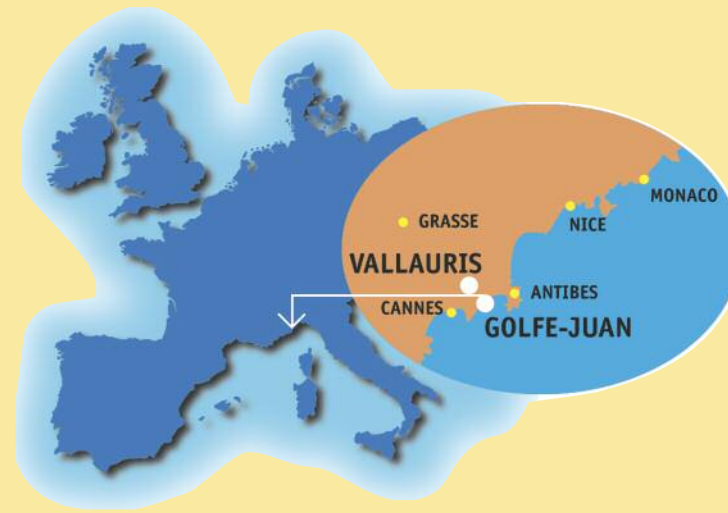 MONACO
GRASSE
NICE
VALLAURIS
ANTIBES
CANNES
GOLFE-JUAN